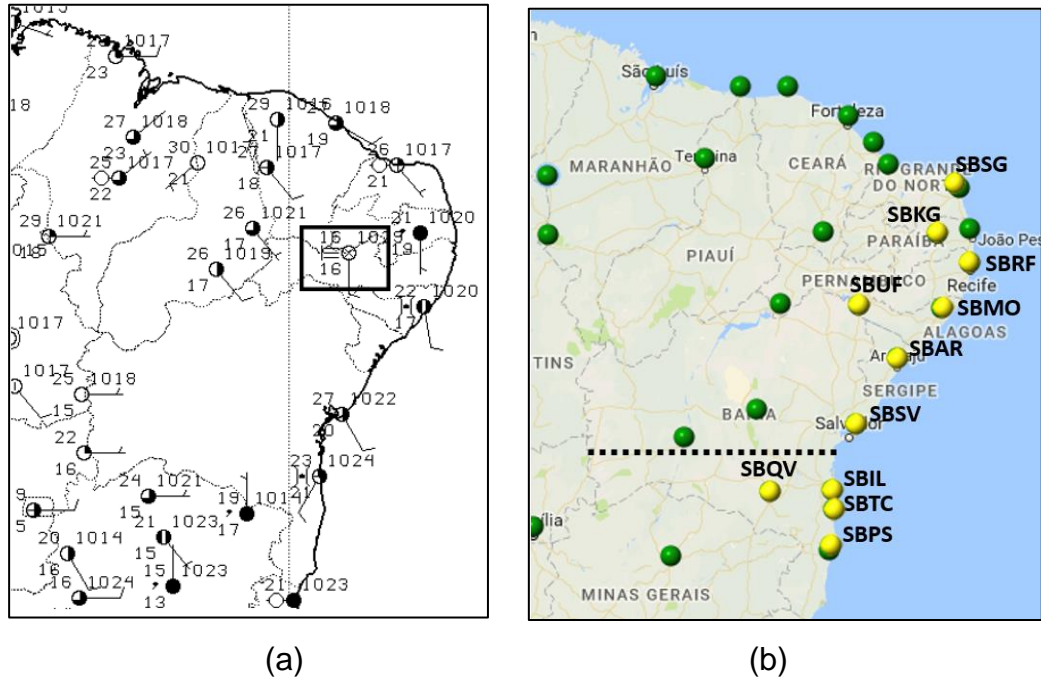 1017
23
27 1018
23
30
21
29 1016
21
1018
19
27 1017
18
26 1017
21
25 1017
22
29 1021
18
26 1021
17
26 1019
17
16 1019
16
21 1020
19
22 1020
17
1017
1017
25 1018
15
22
16
27 1022
20
23 1024
21
24 1021
15
19 1014
17
9
5
21 1023
15
20 1014
16
16 1024
15 1023
13
21 1023
(a)
São Luís
Fortaleza
Teresina
MARANHÃO
CEARÁ
RIO GRANDE
DO NORTE
SBSG
SBKG
PARAÍBA
João Pes
PIAUÍ
SBRF
PERNAMBUCO
Recife
SBUF
SBMO
ALAGOAS
TINS
Aracaju
SBAR
SERGIPE
BAHIA
Salvador
SBSV
SBQV
SBIL
SBTC
SBPS
ília
MINAS GERAIS
(b)